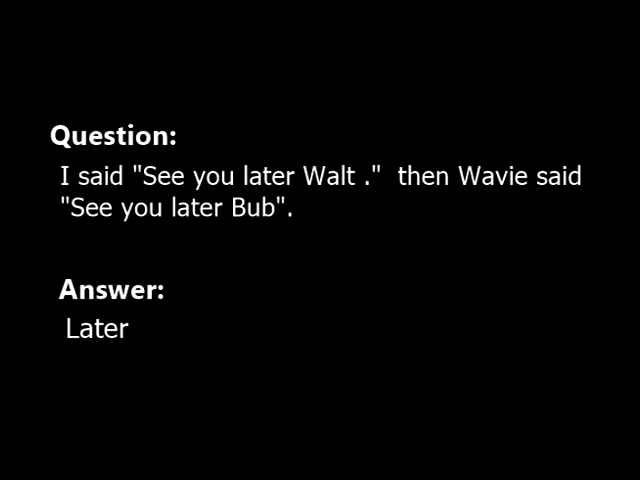 Question:
I said "See you later Walt ."  then Wavie said
"See you later Bub".
Answer:
Later